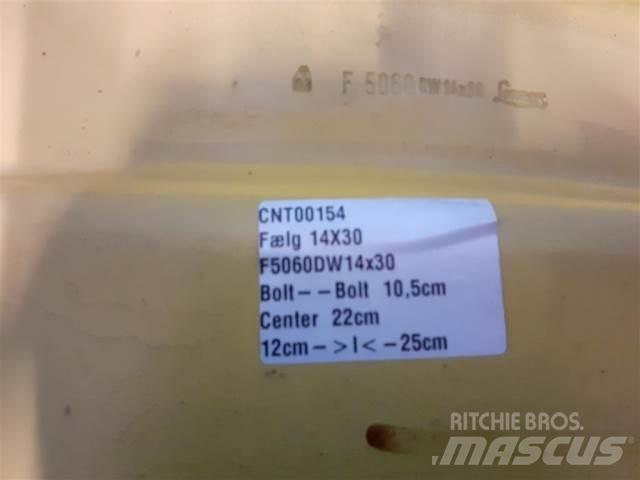 F 5060 DW14x30
CNT00154
Fælg 14X30
F5060DW14x30
Bolt--Bolt 10,5cm
Center 22cm
12cm->I<-25cm
RITCHIE BROS.
MASCUS